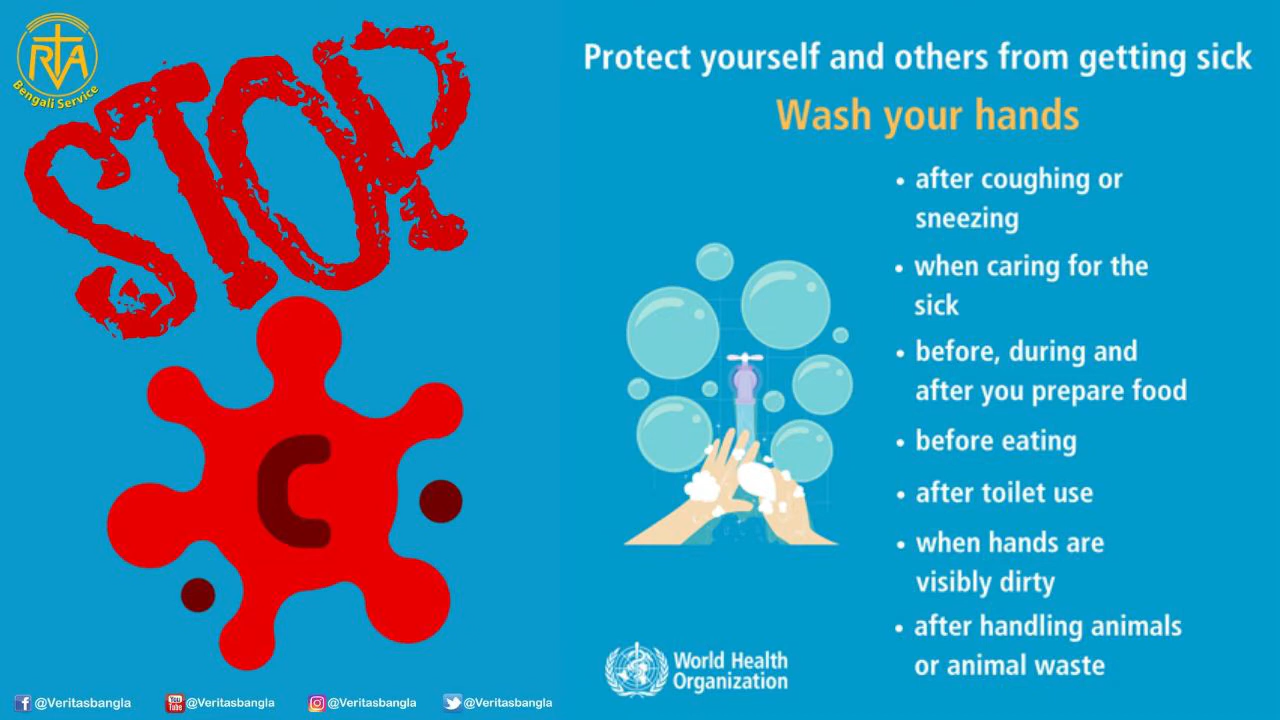 RVA
Bengali Service
STOP
C
@Veritasbangla
You Tube @Veritasbangla
@Veritasbangla
@Veritasbangla
Protect yourself and others from getting sick
Wash your hands
• after coughing or
sneezing
• when caring for the
sick
• before, during and
after you prepare food
• before eating
• after toilet use
• when hands are
visibly dirty
• after handling animals
or animal waste
World Health
Organization